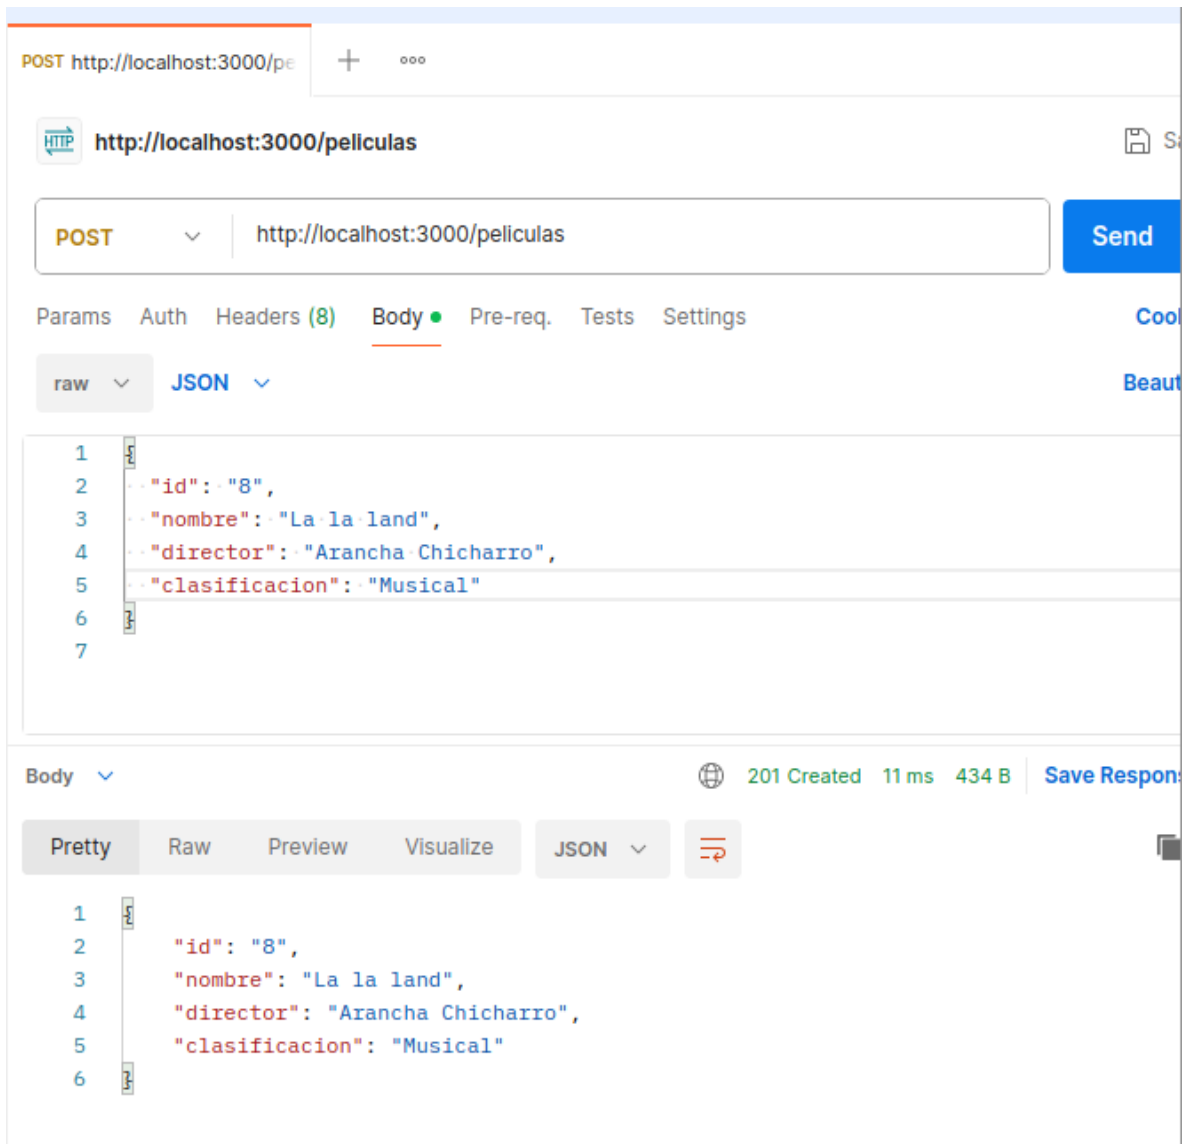 POST http://localhost:3000/pe
http://localhost:3000/peliculas
POST http://localhost:3000/peliculas Send
Params Auth Headers (8) Body Pre-req. Tests Settings
raw JSON
1 {
2 "id": "8",
3 "nombre": "La la land",
4 "director": "Arancha Chicharro",
5 "clasificacion": "Musical"
6 }
7
Body 201 Created 11 ms 434 B Save Respons
Pretty Raw Preview Visualize JSON
1 {
2 "id": "8",
3 "nombre": "La la land",
4 "director": "Arancha Chicharro",
5 "clasificacion": "Musical"
6 }